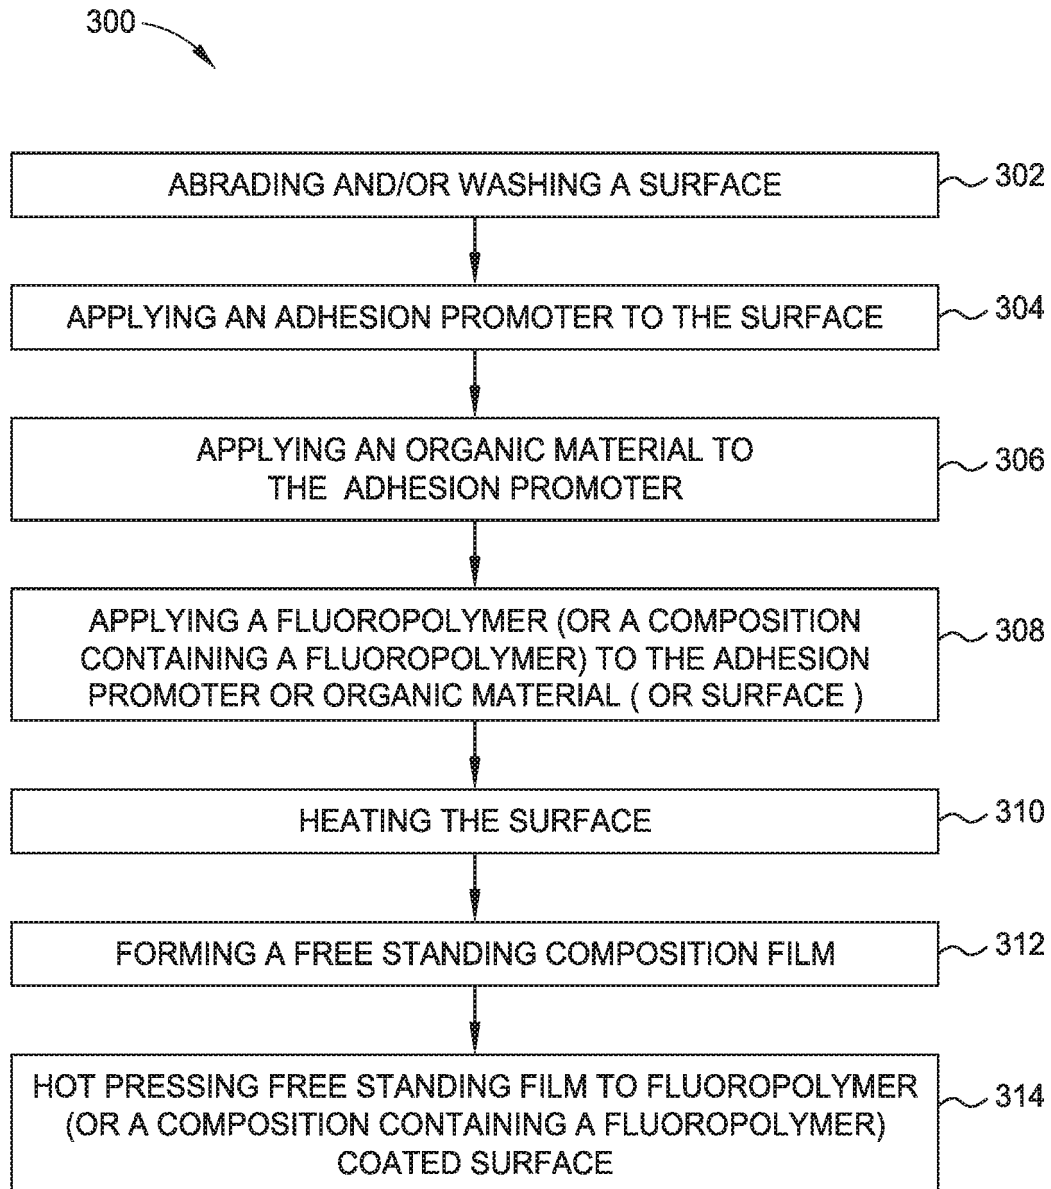 300
ABRADING AND/OR WASHING A SURFACE
302
APPLYING AN ADHESION PROMOTER TO THE SURFACE
304
APPLYING AN ORGANIC MATERIAL TO
THE ADHESION PROMOTER
306
APPLYING A FLUOROPOLYMER (OR A COMPOSITION
CONTAINING A FLUOROPOLYMER) TO THE ADHESION
PROMOTER OR ORGANIC MATERIAL ( OR SURFACE )
308
HEATING THE SURFACE
310
FORMING A FREE STANDING COMPOSITION FILM
312
HOT PRESSING FREE STANDING FILM TO FLUOROPOLYMER
(OR A COMPOSITION CONTAINING A FLUOROPOLYMER)
COATED SURFACE
314